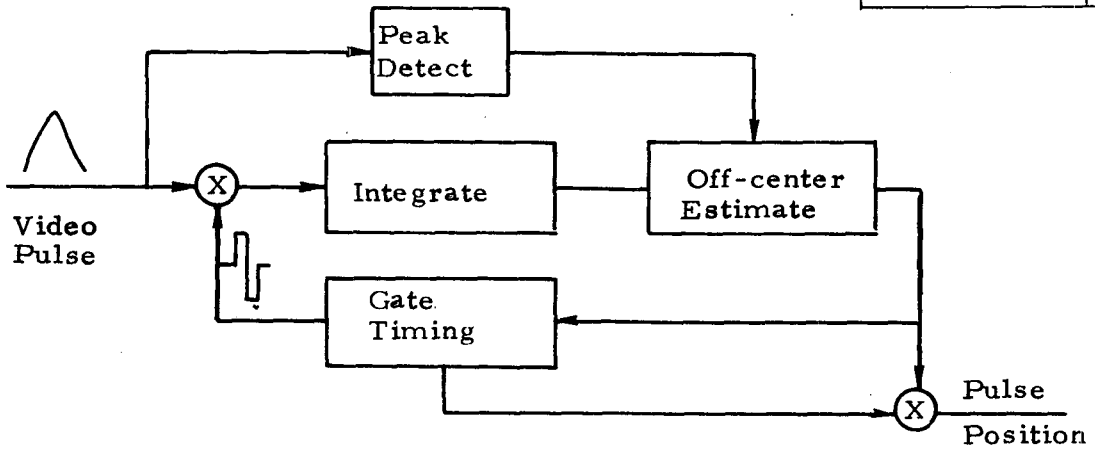 Peak
Detect
Video
Pulse
X
Integrate
Off-center
Estimate
Gate
Timing
X
Pulse
Position